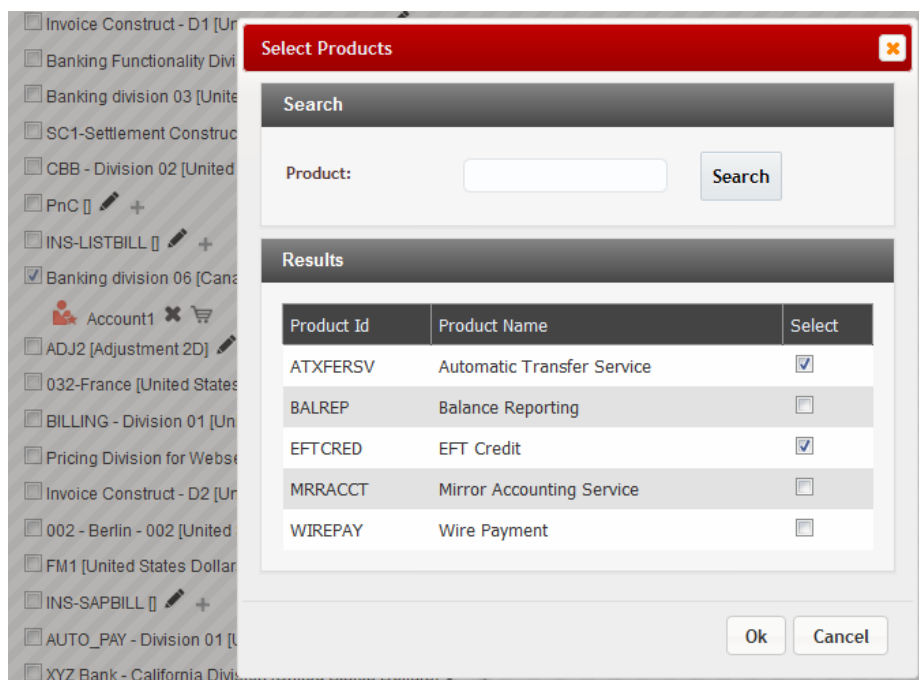 Invoice Construct - D1 [Un
Banking Functionality Divi
Banking division 03 [Unite
SC1-Settlement Construc
CBB - Division 02 [United
PnC []
INS-LISTBILL []
Banking division 06 [Cana
Account1
ADJ2 [Adjustment 2D]
032-France [United States
BILLING - Division 01 [Un
Pricing Division for Webse
Invoice Construct - D2 [Un
002 - Berlin - 002 [United
FM1 [United States Dollar
INS-SAPBILL []
AUTO_PAY - Division 01 [U
XYZ Bank - California Divis
Select Products
Search
Product:
Search
Results
Product Id Product Name Select
ATXFERSV Automatic Transfer Service
BALREP Balance Reporting
EFTCRED EFT Credit
MRRACCT Mirror Accounting Service
WIREPAY Wire Payment
Ok Cancel